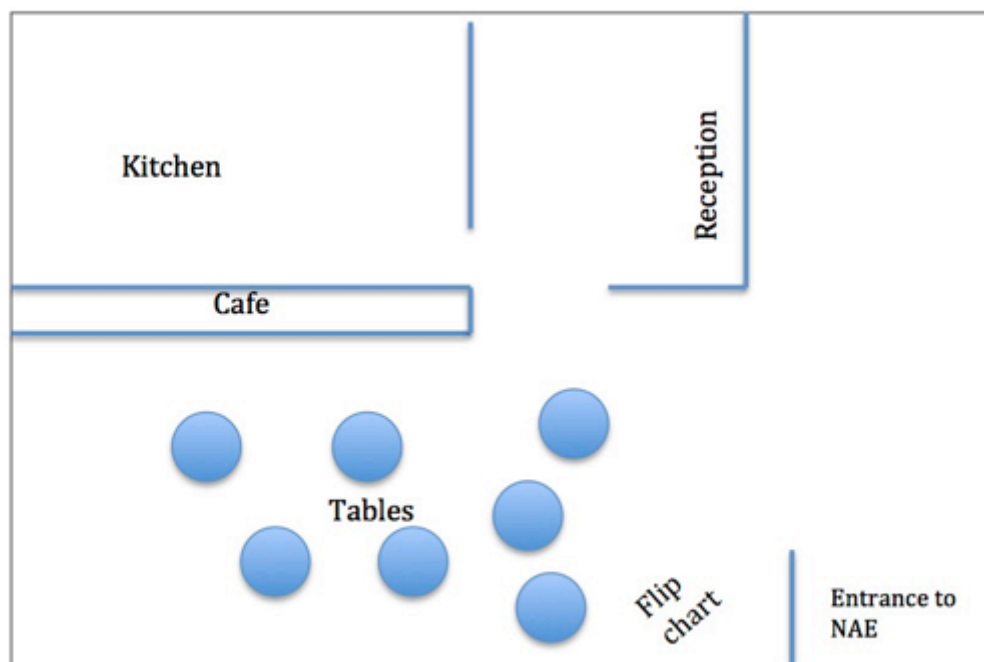 Kitchen
Reception
Cafe
Tables
Flip
chart
Entrance to
NAE